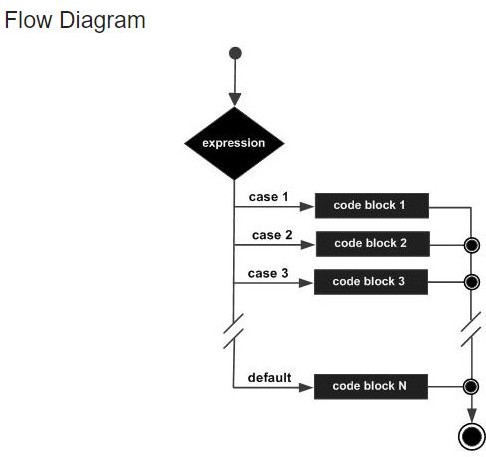 Flow Diagram
expression
case 1
code block 1
case 2
code block 2
case 3
code block 3
default
code block N